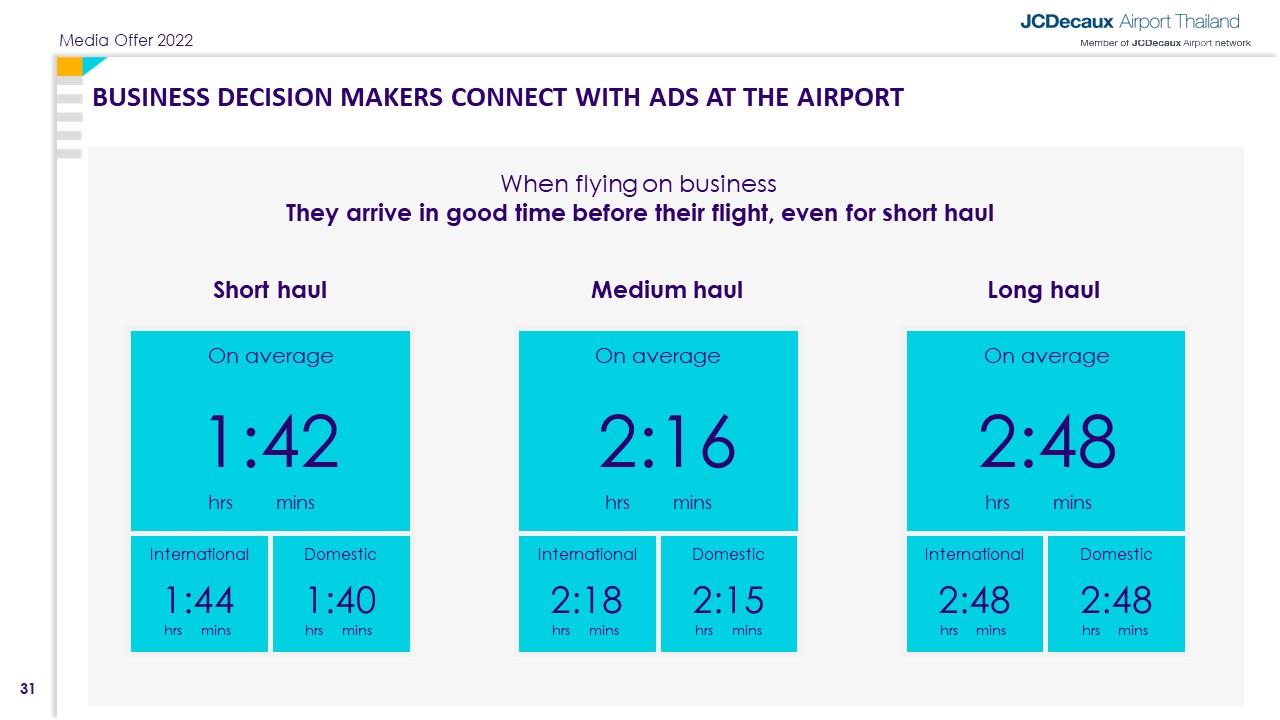 Media Offer 2022
JCDecaux Airport Thailand
Member of JCDecaux Airport network
BUSINESS DECISION MAKERS CONNECT WITH ADS AT THE AIRPORT
When flying on business
They arrive in good time before their flight, even for short haul
Short haul
On average
1:42
hrs mins
International
1:44
hrs mins
Domestic
1:40
hrs mins
Medium haul
On average
2:16
hrs mins
International
2:18
hrs mins
Domestic
2:15
hrs mins
Long haul
On average
2:48
hrs mins
International
2:48
hrs mins
Domestic
2:48
hrs mins
31